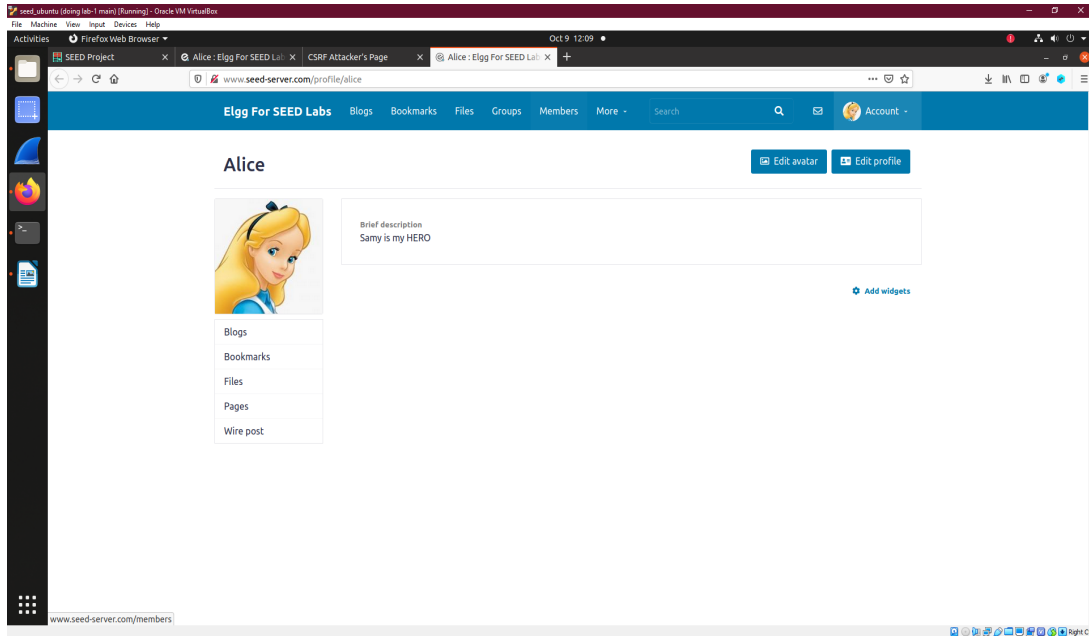 seed_ubuntu (doing lab-1 main) [Running] - Oracle VM VirtualBox
File Machine View Input Devices Help
Activities Firefox Web Browser Oct 9 12:09
SEED Project Alice : Elgg For SEED Lab CSRF Attacker's Page Alice : Elgg For SEED Lab
www.seed-server.com/profile/alice
Elgg For SEED Labs Blogs Bookmarks Files Groups Members More Search Account
Alice Edit avatar Edit profile
Brief description
Samy is my HERO
Add widgets
Blogs
Bookmarks
Files
Pages
Wire post
www.seed-server.com/members
Right C